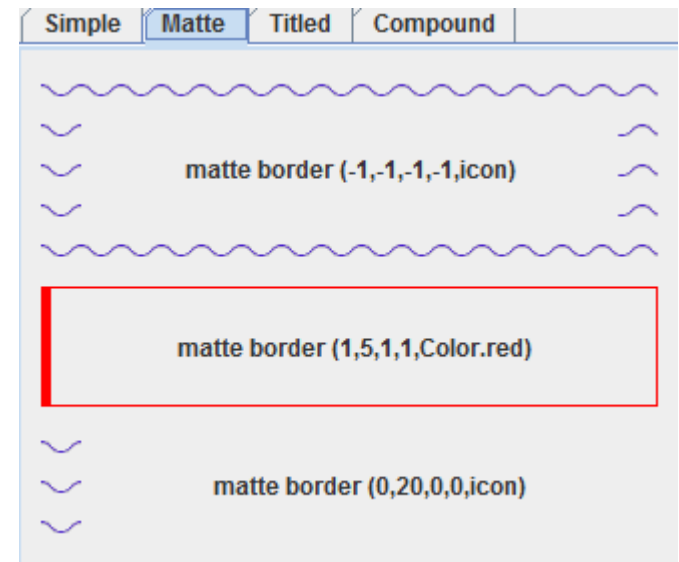 Simple Matte Titled Compound
matte border (-1,-1,-1,-1,icon)
matte border (1,5,1,1,Color.red)
matte border (0,20,0,0,icon)